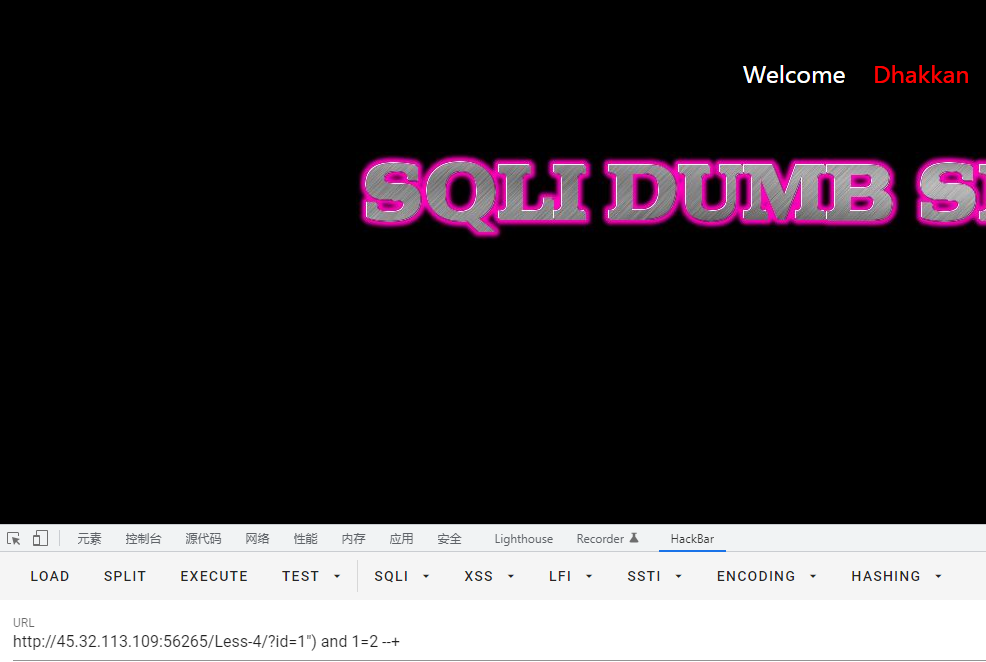 Welcome Dhakkan
SQLI DUMB S
元素 控制台 源代码 网络 性能 内存 应用 安全 Lighthouse Recorder HackBar
LOAD SPLIT EXECUTE TEST SQLI XSS LFI SSTI ENCODING HASHING
URL
http://45.32.113.109:56265/Less-4/?id=1") and 1=2 --+